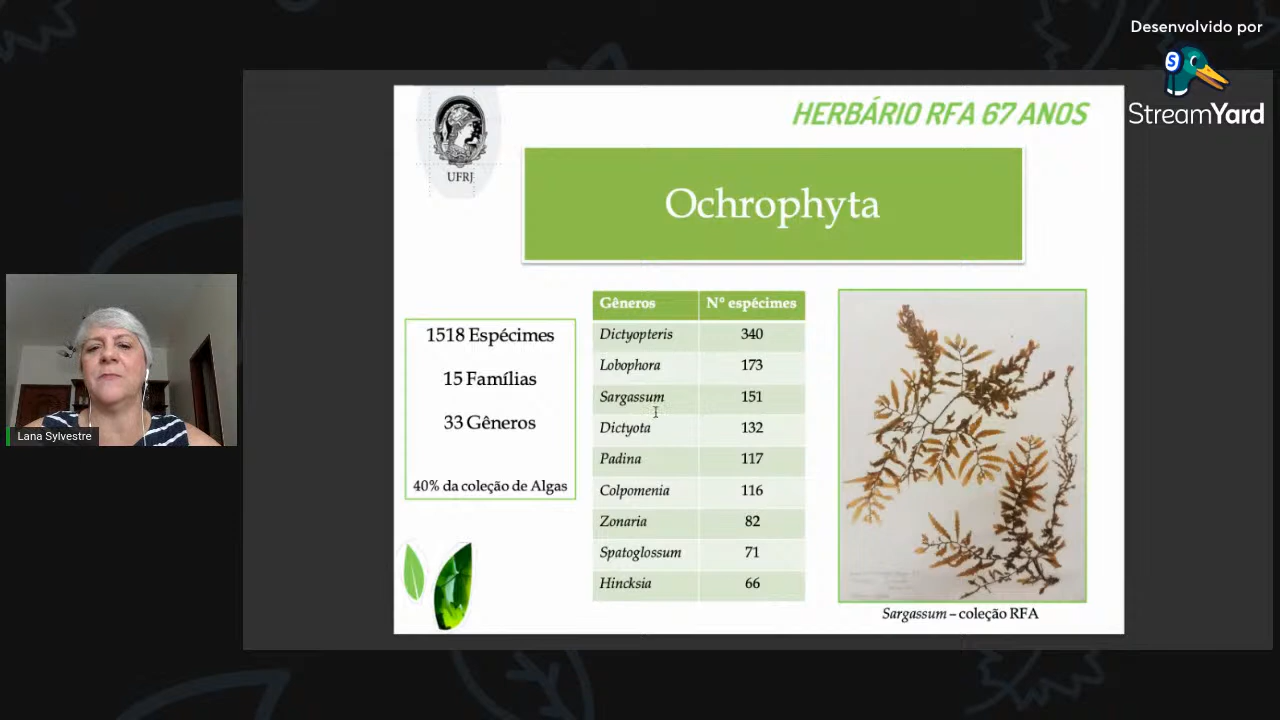 Desenvolvido por
StreamYard
HERBÁRIO RFA 67 ANOS
UFRJ
Ochrophyta
1518 Espécimes
15 Famílias
33 Gêneros
40% da coleção de Algas
Gêneros Nº espécimes
Dictyopteris 340
Lobophora 173
Sargassum 151
Dictyota 132
Padina 117
Colpomenia 116
Zonaria 82
Spatoglossum 71
Hincksia 66
Sargassum – coleção RFA
Lana Sylvestre